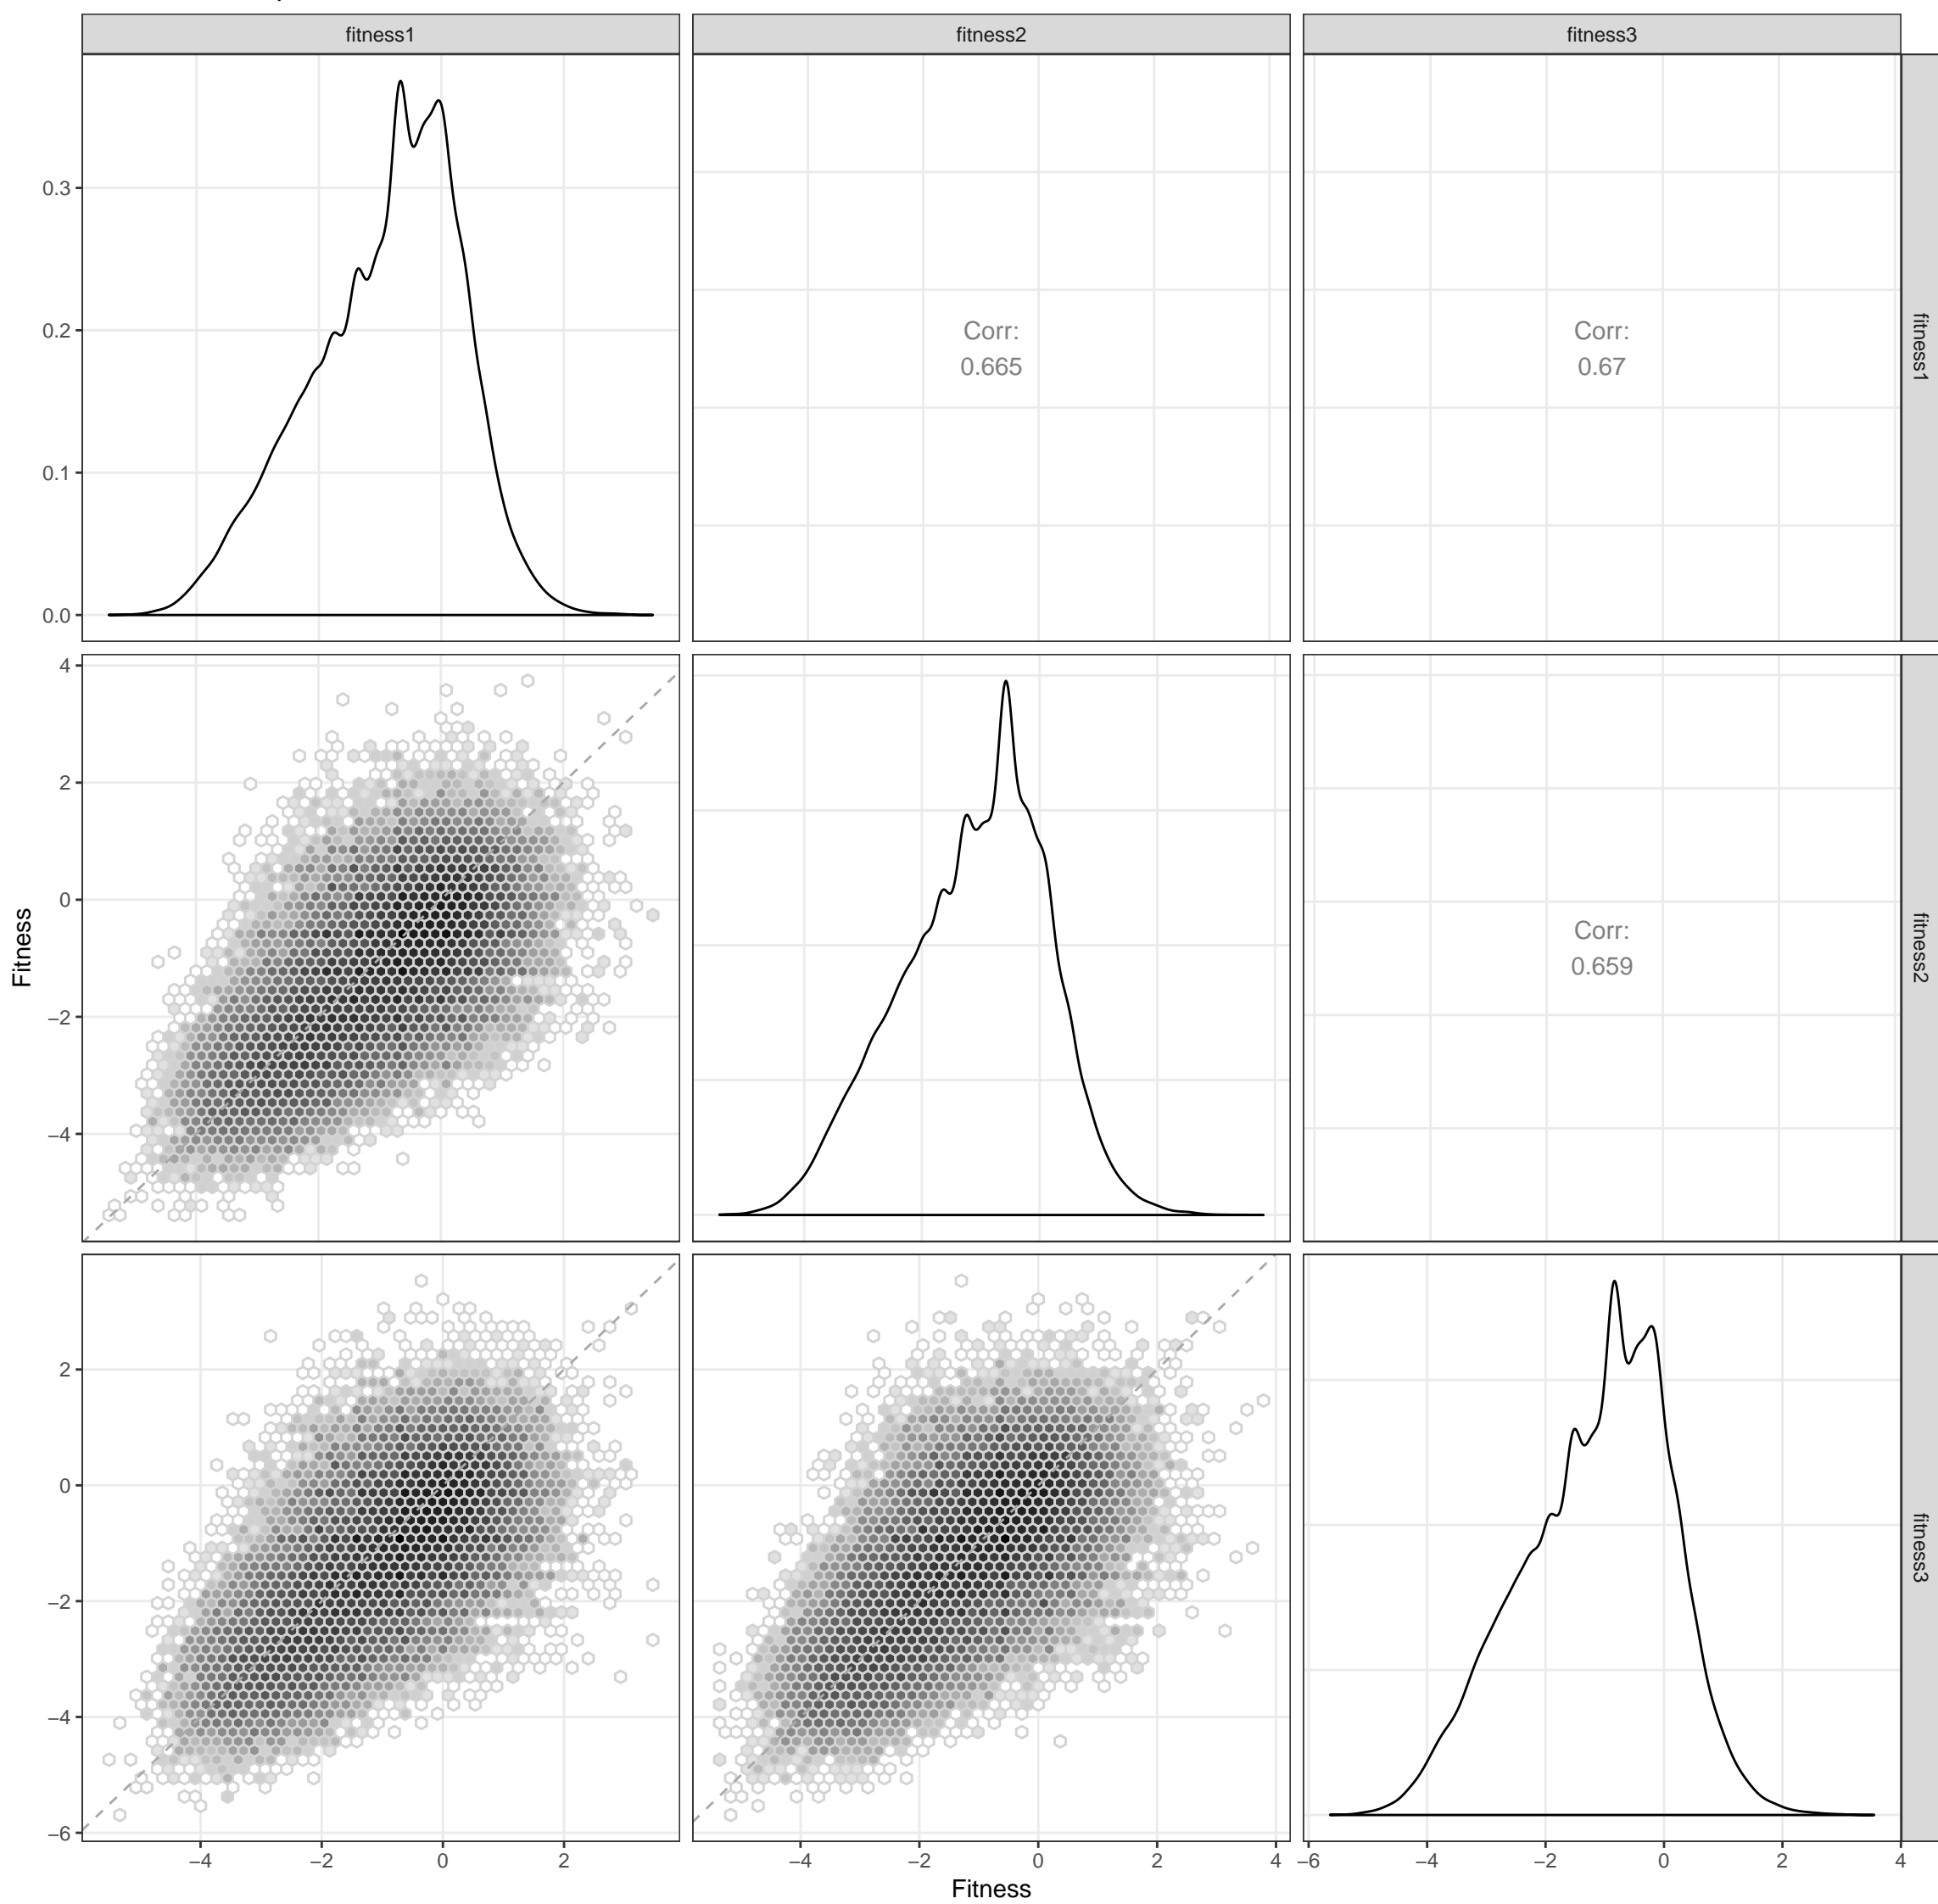 fitness1 fitness2 fitness3
0.3
0.2
0.1
0.0
Corr:
0.665
Corr:
0.67
fitness1
4
2
0
−2
−4
Corr:
0.659
fitness2
Fitness
2
0
−2
−4
−6
fitness3
−4 −2 0 2
−4 −2 0 2 4
−6 −4 −2 0 2 4
Fitness